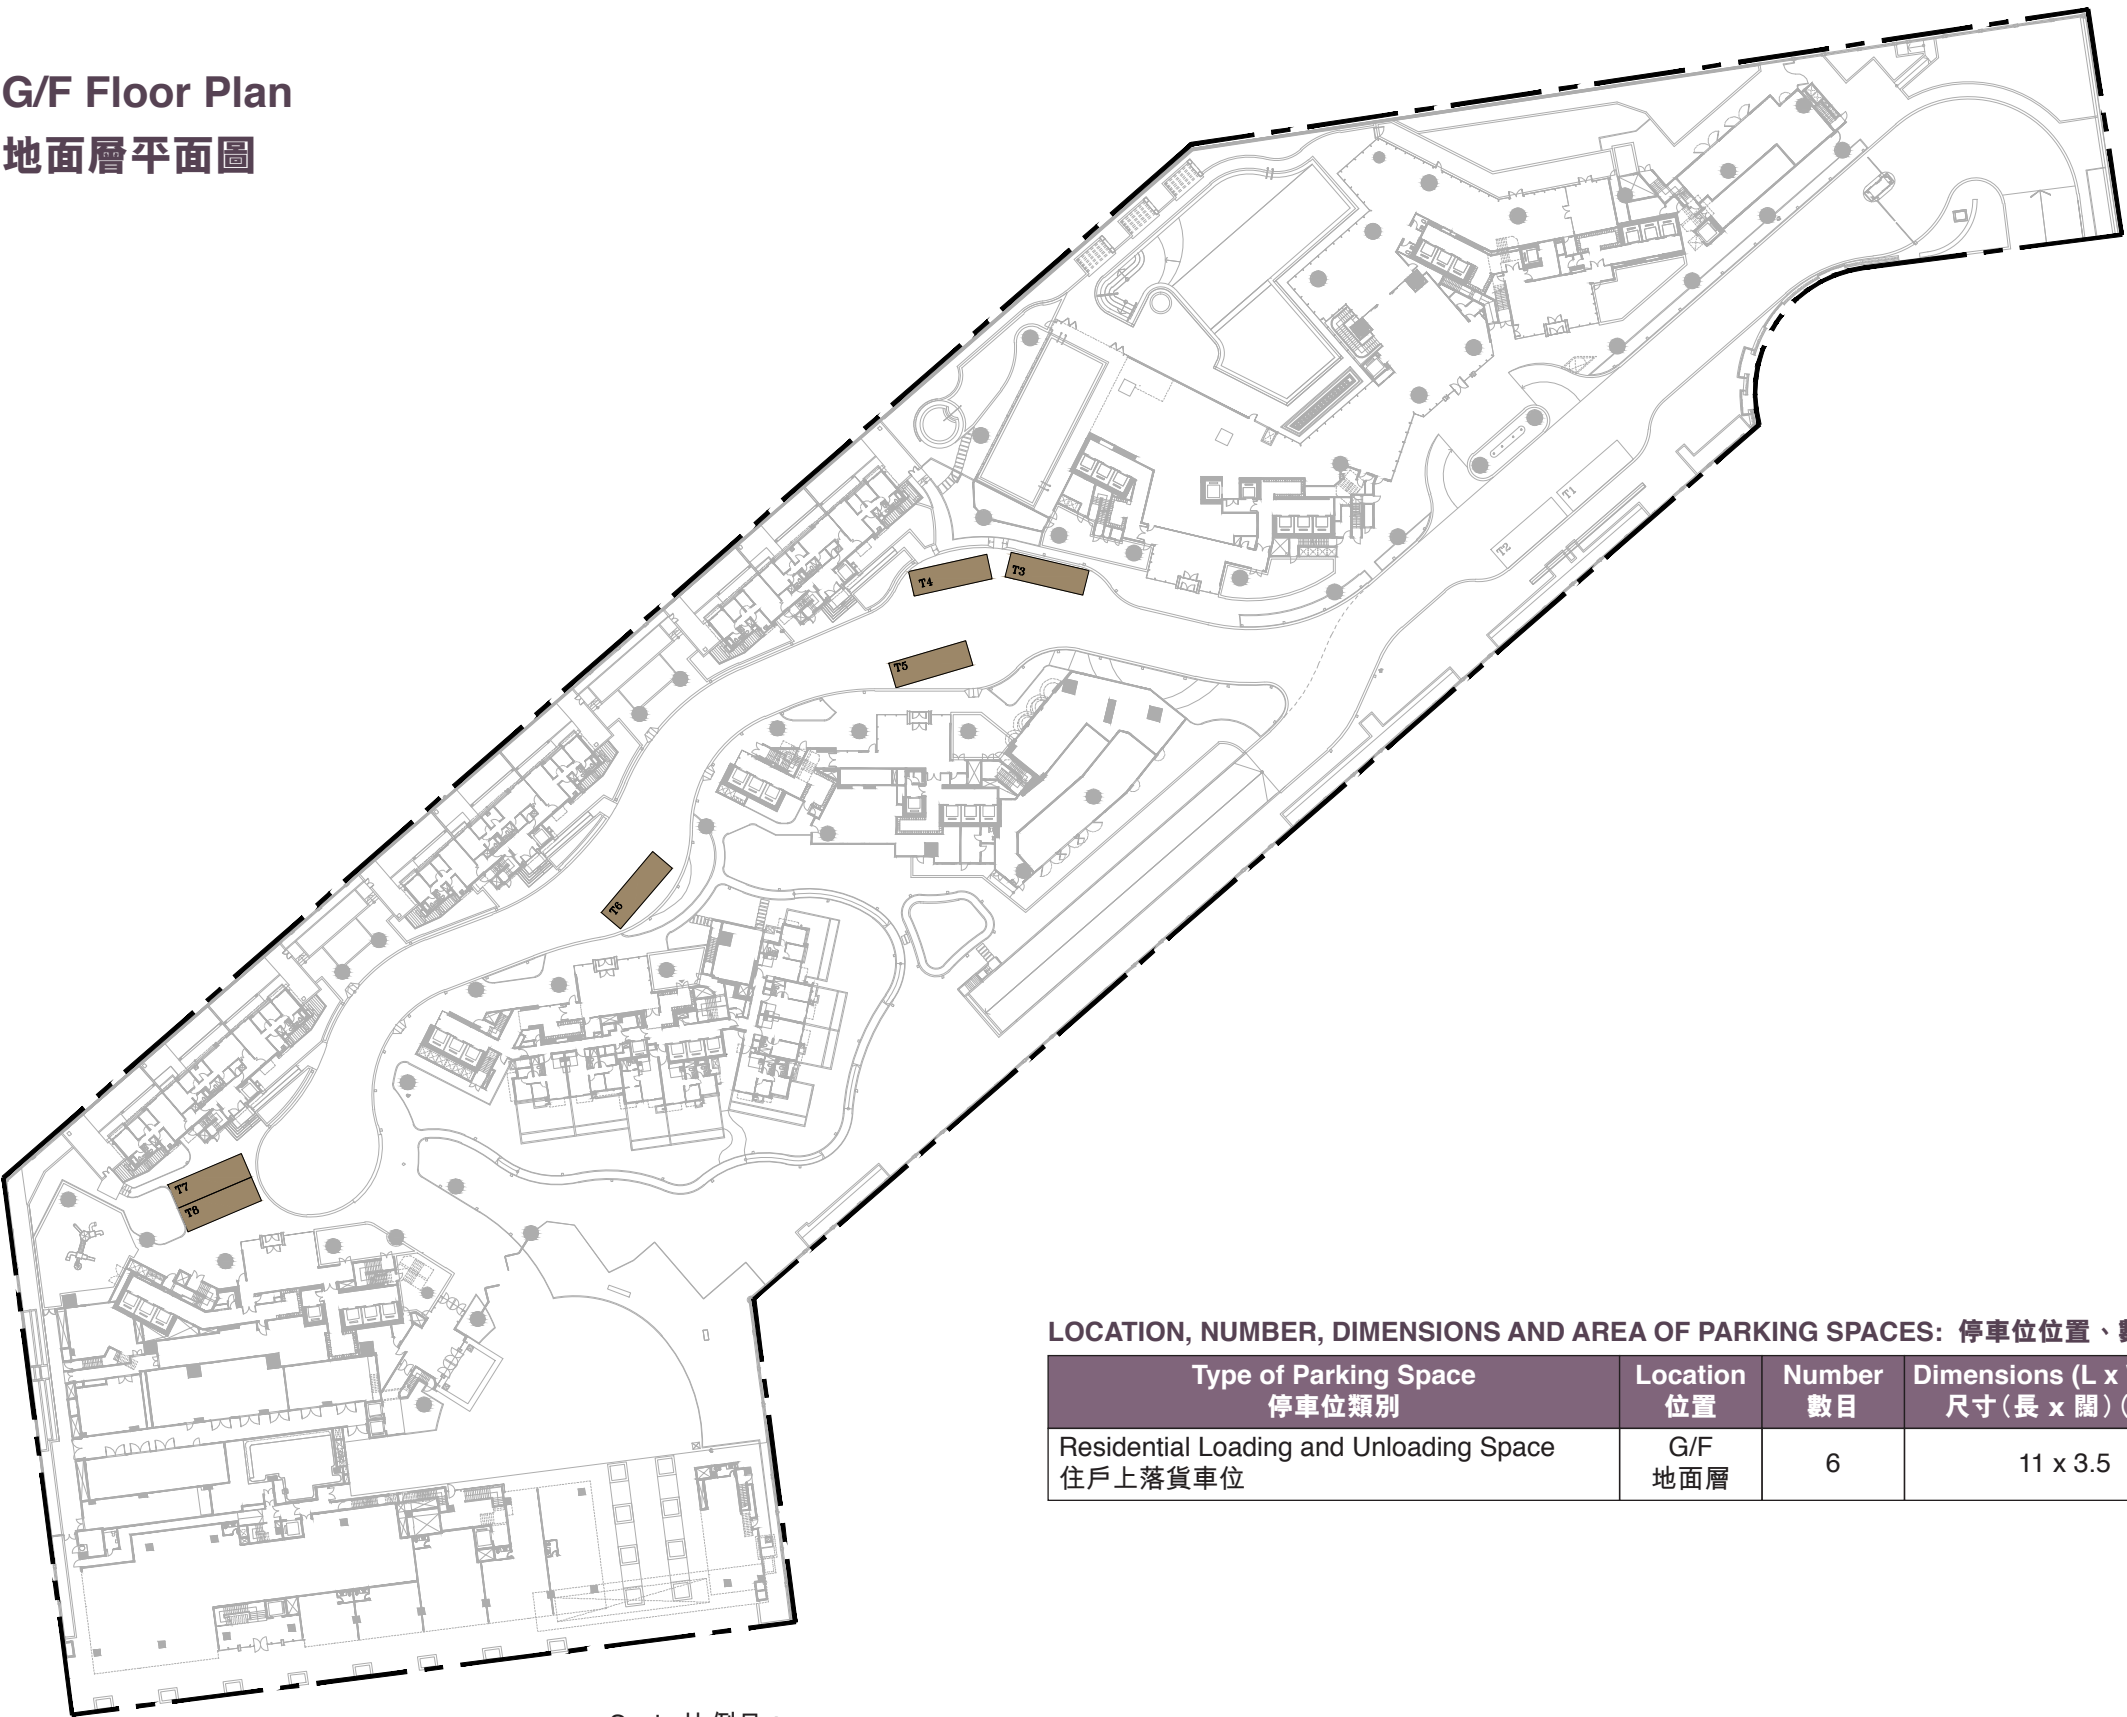 G/F Floor Plan
地面層平面圖
T1
T2
T4
T3
T5
T6
T7
T8
LOCATION, NUMBER, DIMENSIONS AND AREA OF PARKING SPACES: 停車位位置、
Type of Parking Space Location Number Dimensions (L x
停車位類別 位置 數目 尺寸(長 x 闊)(
Residential Loading and Unloading Space G/F 6 11 x 3.5
住戶上落貨車位 地面層